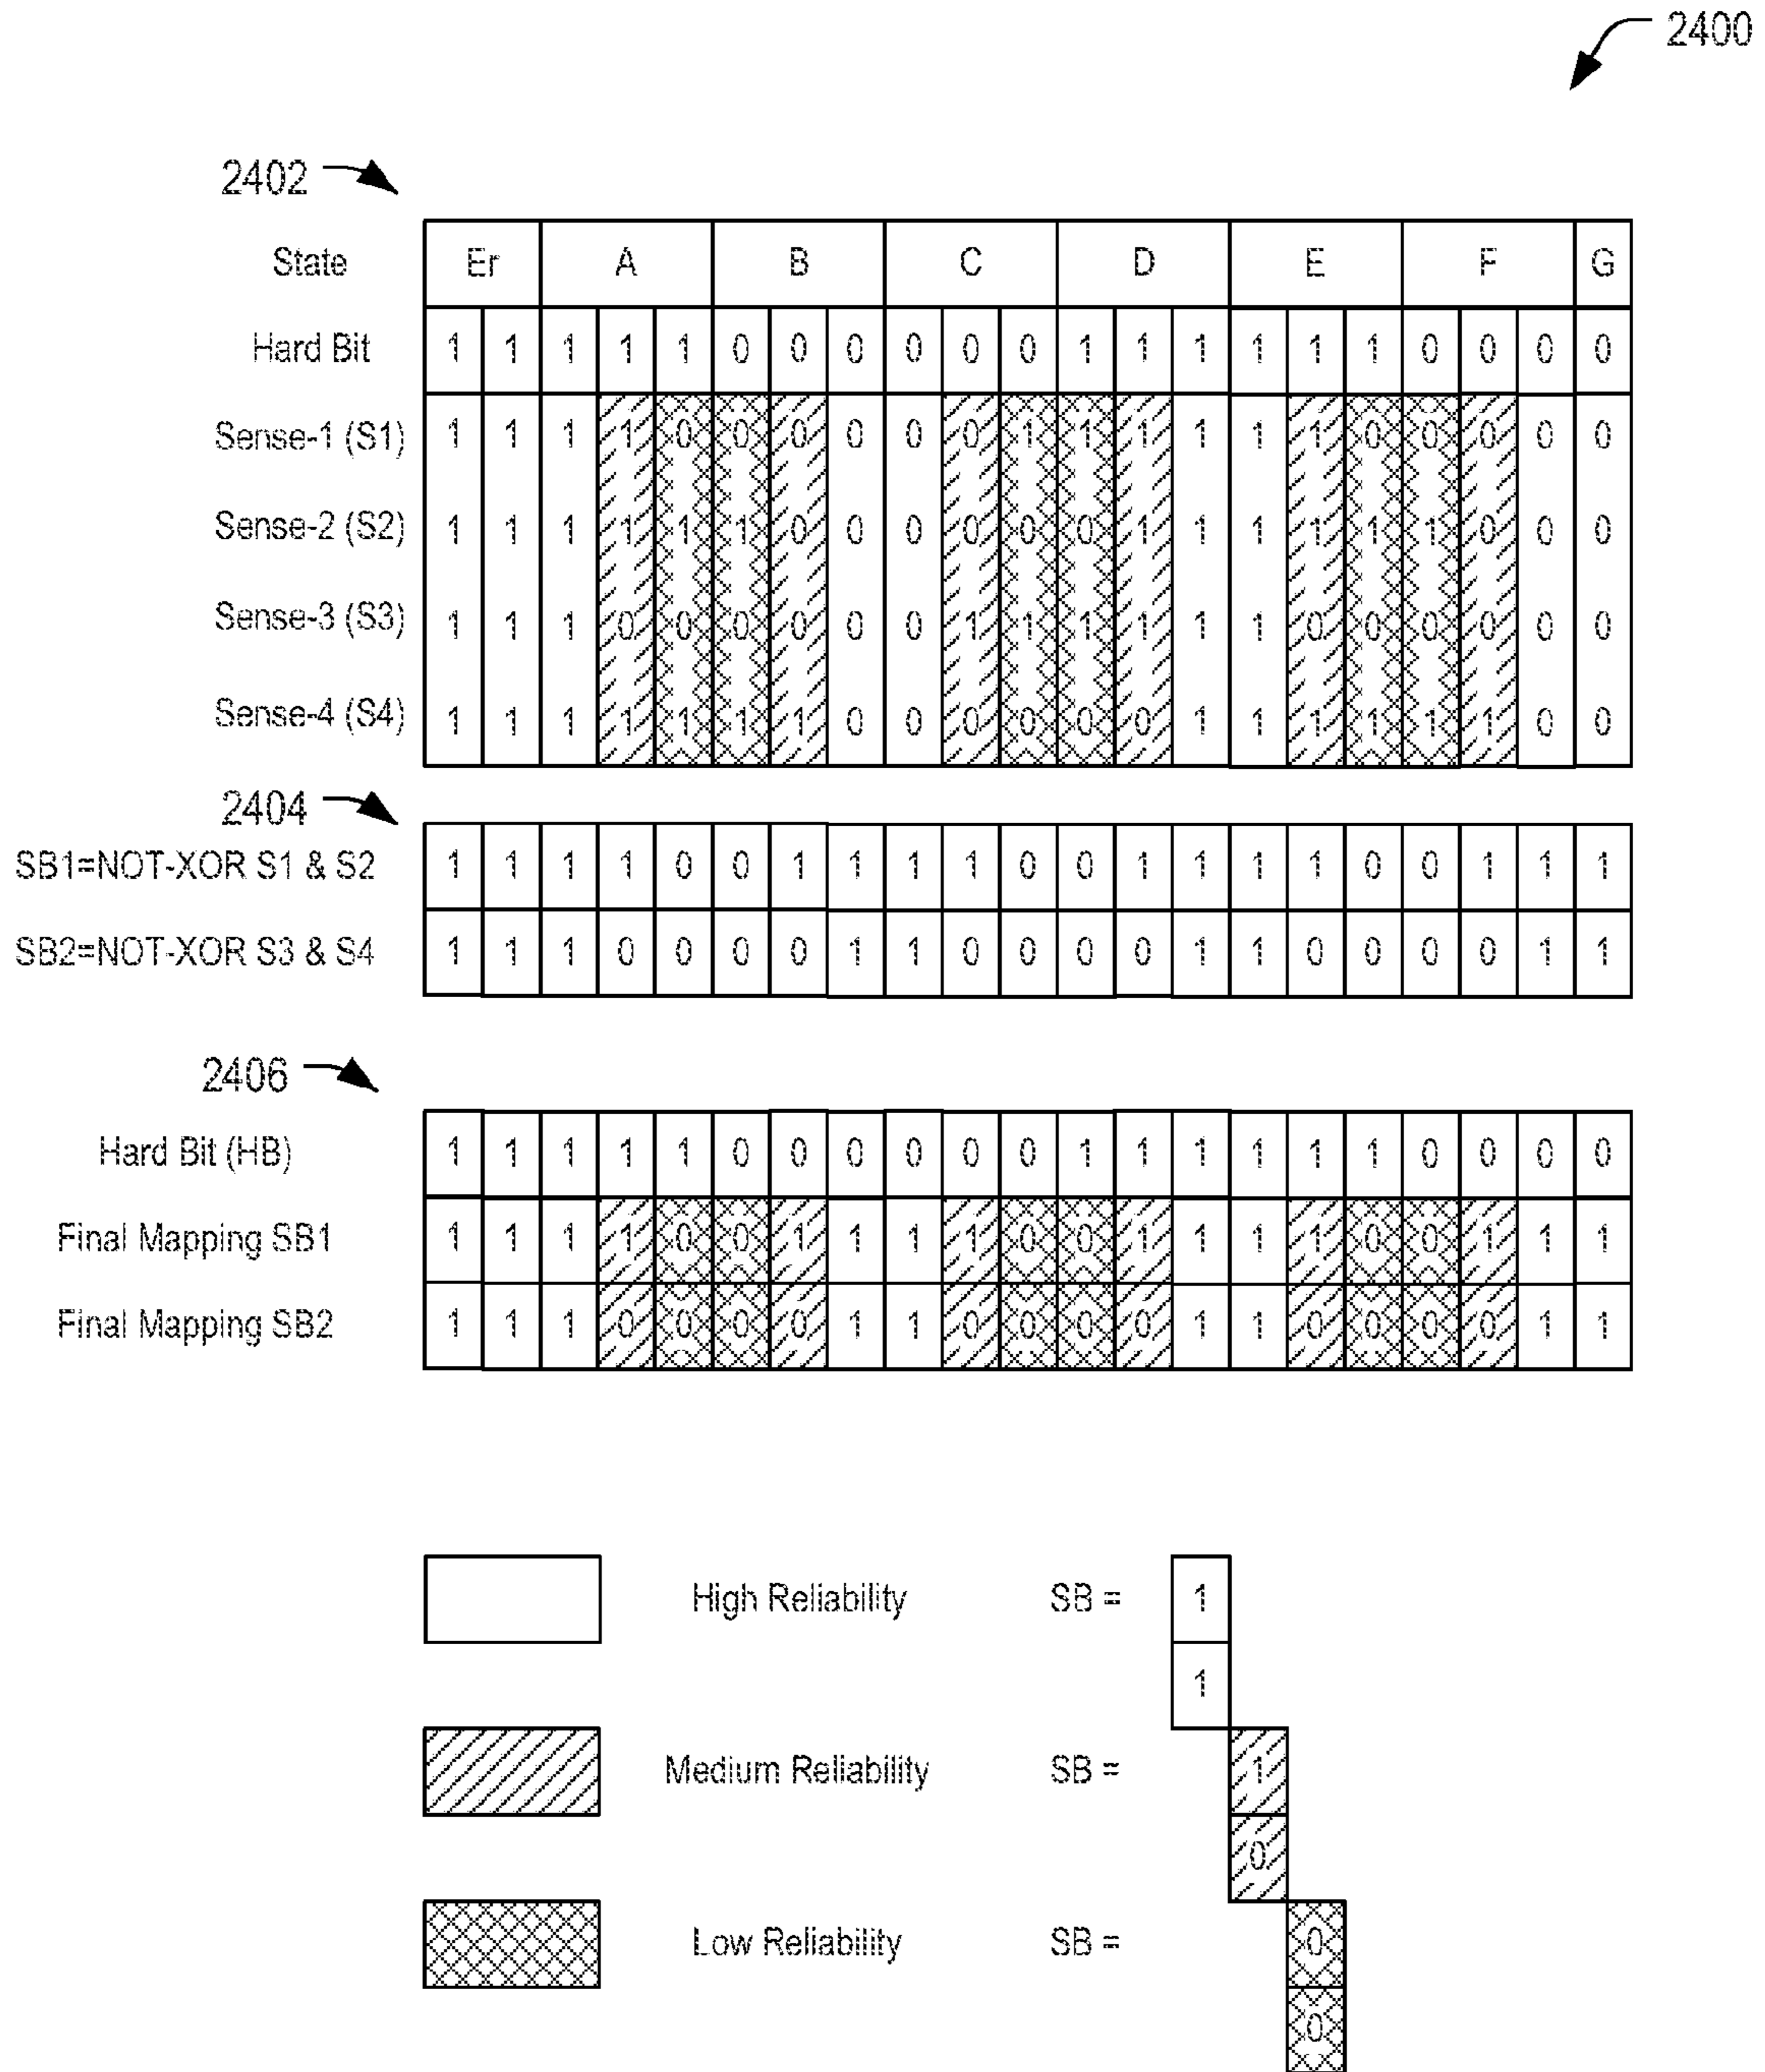 2400
2402
State Er A B C D E F G
Hard Bit 1 1 1 1 1 0 0 0 0 0 0 1 1 1 1 1 1 0 0 0 0
Sense-1 (S1) 1 1 1 1 0 0 0 0 0 0 1 1 1 1 1 1 0 0 0 0 0
Sense-2 (S2) 1 1 1 1 1 1 0 0 0 0 0 0 1 1 1 1 1 1 0 0 0
Sense-3 (S3) 1 1 1 0 0 0 0 0 0 1 1 1 1 1 1 0 0 0 0 0 0
Sense-4 (S4) 1 1 1 1 1 1 1 0 0 0 0 0 0 1 1 1 1 1 1 0 0
2404
SB1=NOT-XOR S1 & S2 1 1 1 1 0 0 1 1 1 1 0 0 1 1 1 1 0 0 1 1 1
SB2=NOT-XOR S3 & S4 1 1 1 0 0 0 0 1 1 0 0 0 0 1 1 0 0 0 0 1 1
2406
Hard Bit (HB) 1 1 1 1 1 0 0 0 0 0 0 1 1 1 1 1 1 0 0 0 0
Final Mapping SB1 1 1 1 1 0 0 1 1 1 1 0 0 1 1 1 1 0 0 1 1 1
Final Mapping SB2 1 1 1 0 0 0 0 1 1 0 0 0 0 1 1 0 0 0 0 1 1
High Reliability SB = 1
1
Medium Reliability SB = 1
0
Low Reliability SB = 0
0